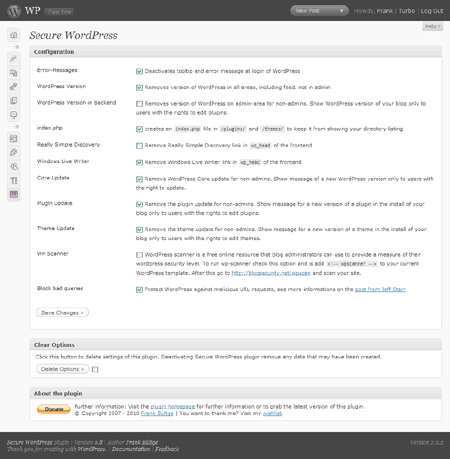 WP Test Env New Post Howdy, Frank | Turbo | Log Out
Help
Secure WordPress
Configuration
Error-Messages Deactivates tooltip and error message at login of WordPress
WordPress Version Removes version of WordPress in all areas, including feed, not in admin
WordPress Version in Backend Removes version of WordPress on admin-area for non-admins. Show WordPress version of your blog only to
users with the rights to edit plugins.
index.php creates an index.php file in /plugins/ and /themes/ to keep it from showing your directory listing
Really Simple Discovery Remove Really Simple Discovery link in wp_head of the frontend
Windows Live Writer Remove Windows Live Writer link in wp_head of the frontend
Core Update Remove WordPress Core update for non-admins. Show message of a new WordPress version only to users with
the right to update.
Plugin Update Remove the plugin update for non-admins. Show message for a new version of a plugin in the install of
your blog only to users with the rights to edit plugins.
Theme Update Remove the theme update for non-admins. Show message for a new version of a theme in the install of
your blog only to users with the rights to edit themes.
WP Scanner WordPress scanner is a free online resource that blog administrators can use to provide a measure of their
wordpress security level. To run wp-scanner check this option and is add <!-- wpscanner --> to your current
WordPress template. After this go to http://blogsecurity.net/wpscan and scan your site.
Block bad queries Protect WordPress against malicious URL requests, see more informations on the post from Jeff Starr
Save Changes »
Clear Options
Click this button to delete settings of this plugin. Deactivating Secure WordPress plugin remove any data that may have been created.
Delete Options »
About the plugin
Donate Further information: Visit the plugin homepage for further information or to grab the latest version of this plugin.
© Copyright 2007 - 2010 Frank Bültge | You want to thank me? Visit my wishlist.
Secure WordPress plugin | Version 0.8 | Author Frank Bültge
Thank you for creating with WordPress. | Documentation | Feedback